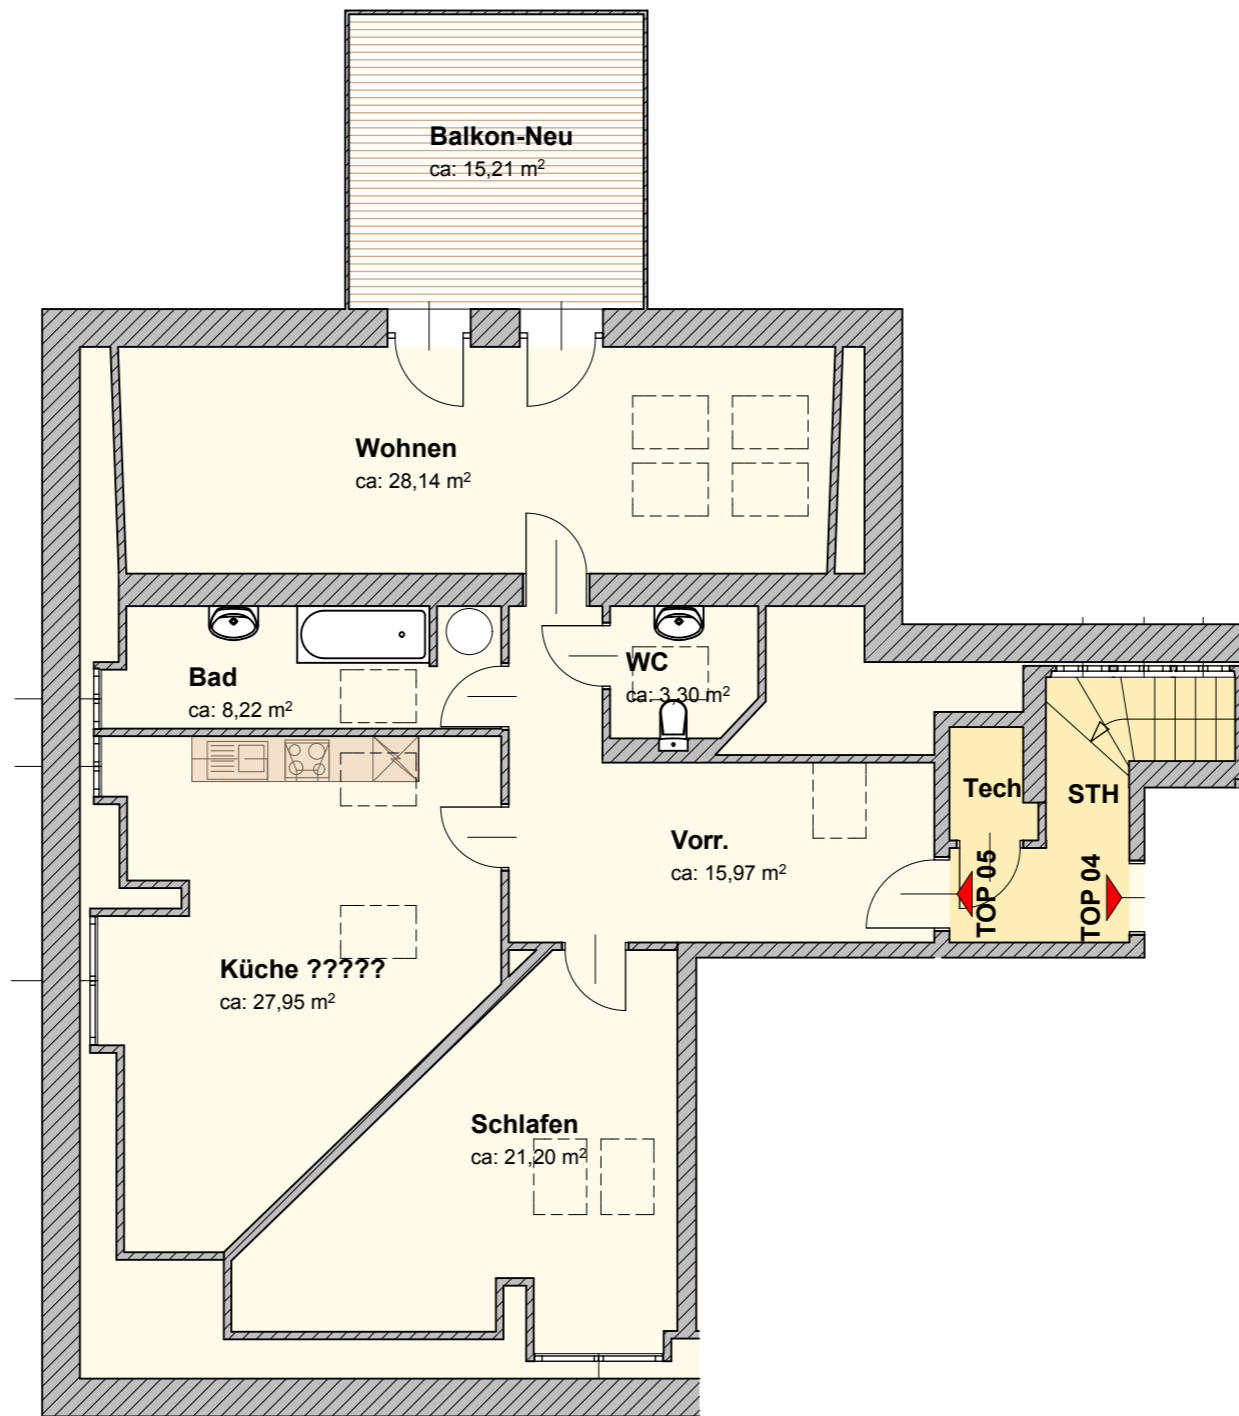 Balkon-Neu
ca: 15,21 m²
Wohnen
ca: 28,14 m²
Bad
ca: 8,22 m²
WC
ca: 3,30 m²
Tech
STH
Vorr.
ca: 15,97 m²
TOP 05
TOP 04
Küche ?????
ca: 27,95 m²
Schlafen
ca: 21,20 m²